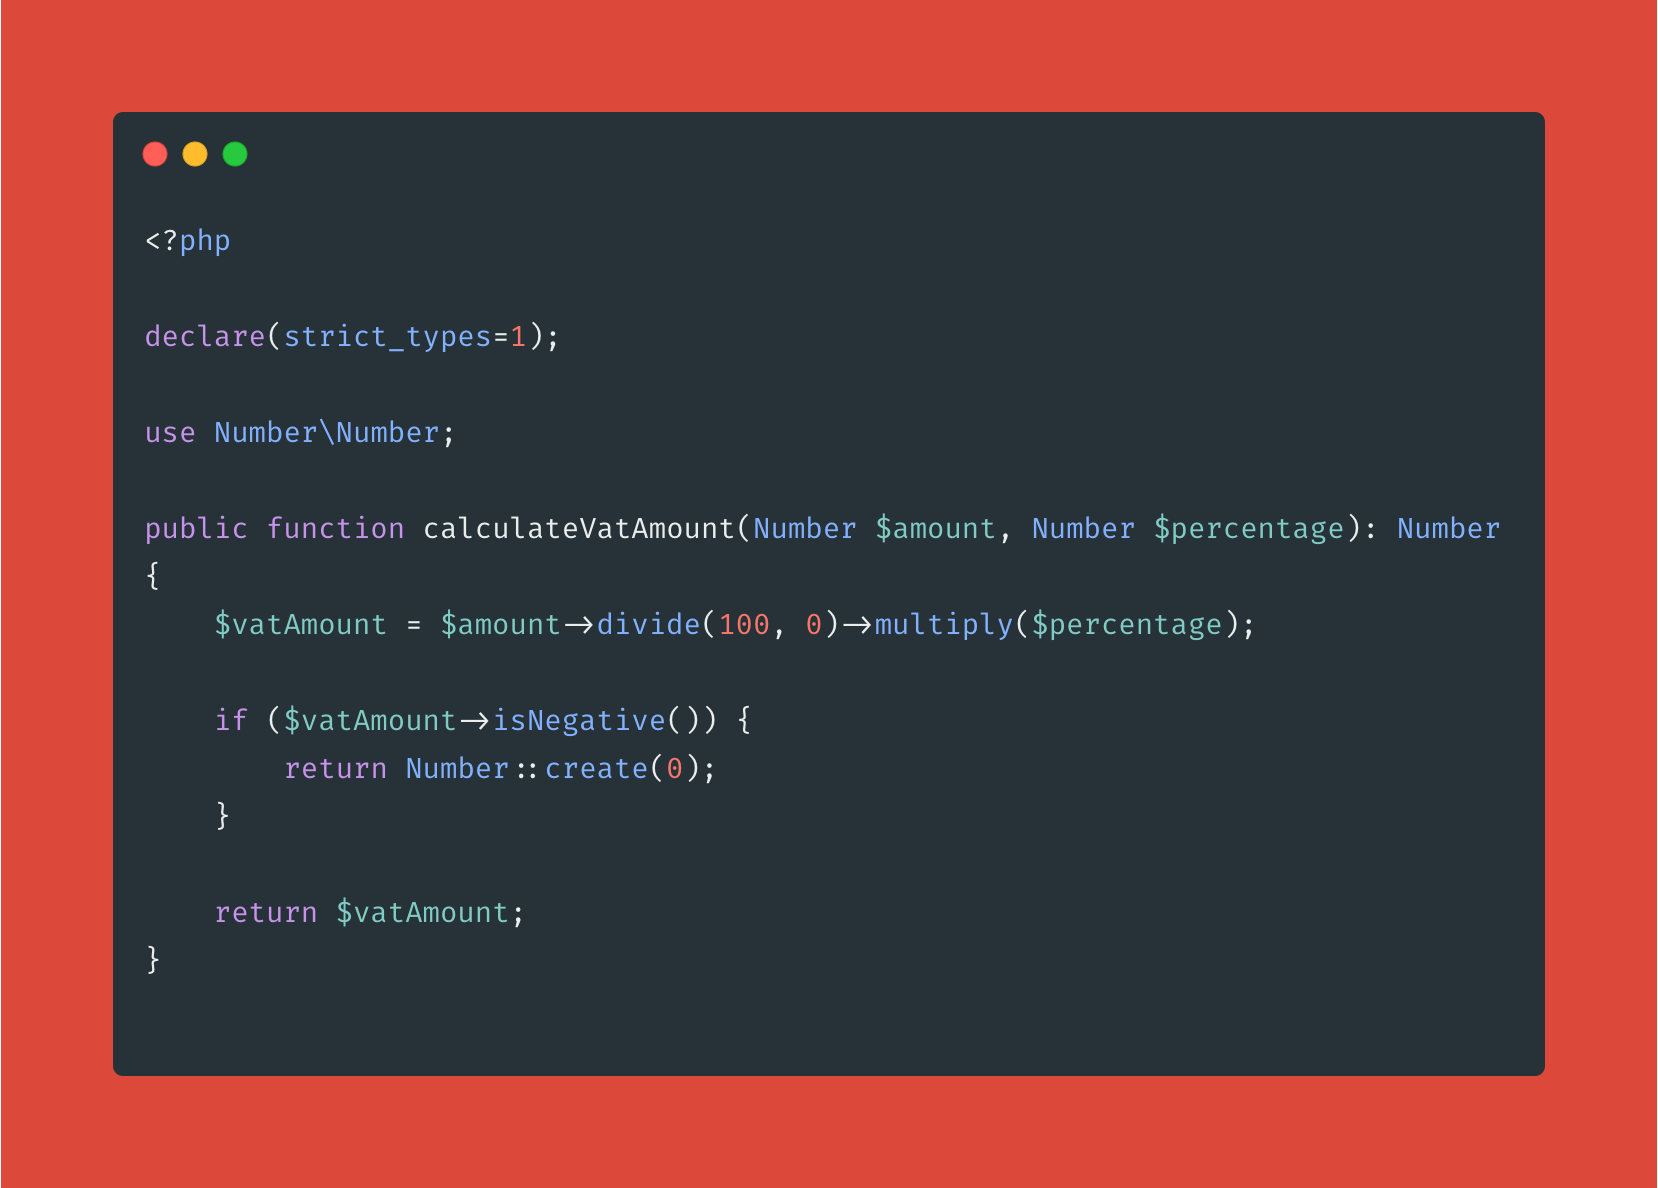 <?php
declare(strict_types=1);
use Number\Number;
public function calculateVatAmount(Number $amount, Number $percentage): Number
{
    $vatAmount = $amount->divide(100, 0)->multiply($percentage);
    if ($vatAmount->isNegative()) {
        return Number::create(0);
    }
    return $vatAmount;
}